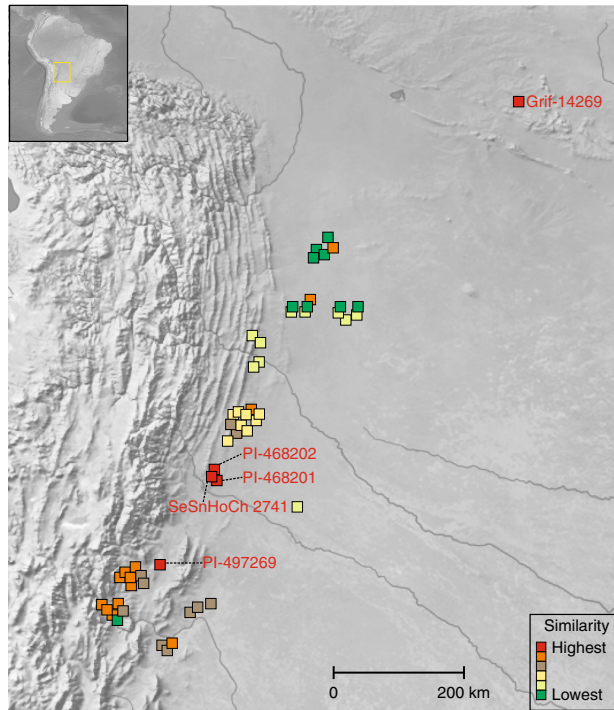 Grif-14269
PI-468202
PI-468201
SeSnHoCh 2741
PI-497269
Similarity
Highest
Lowest
0 200 km